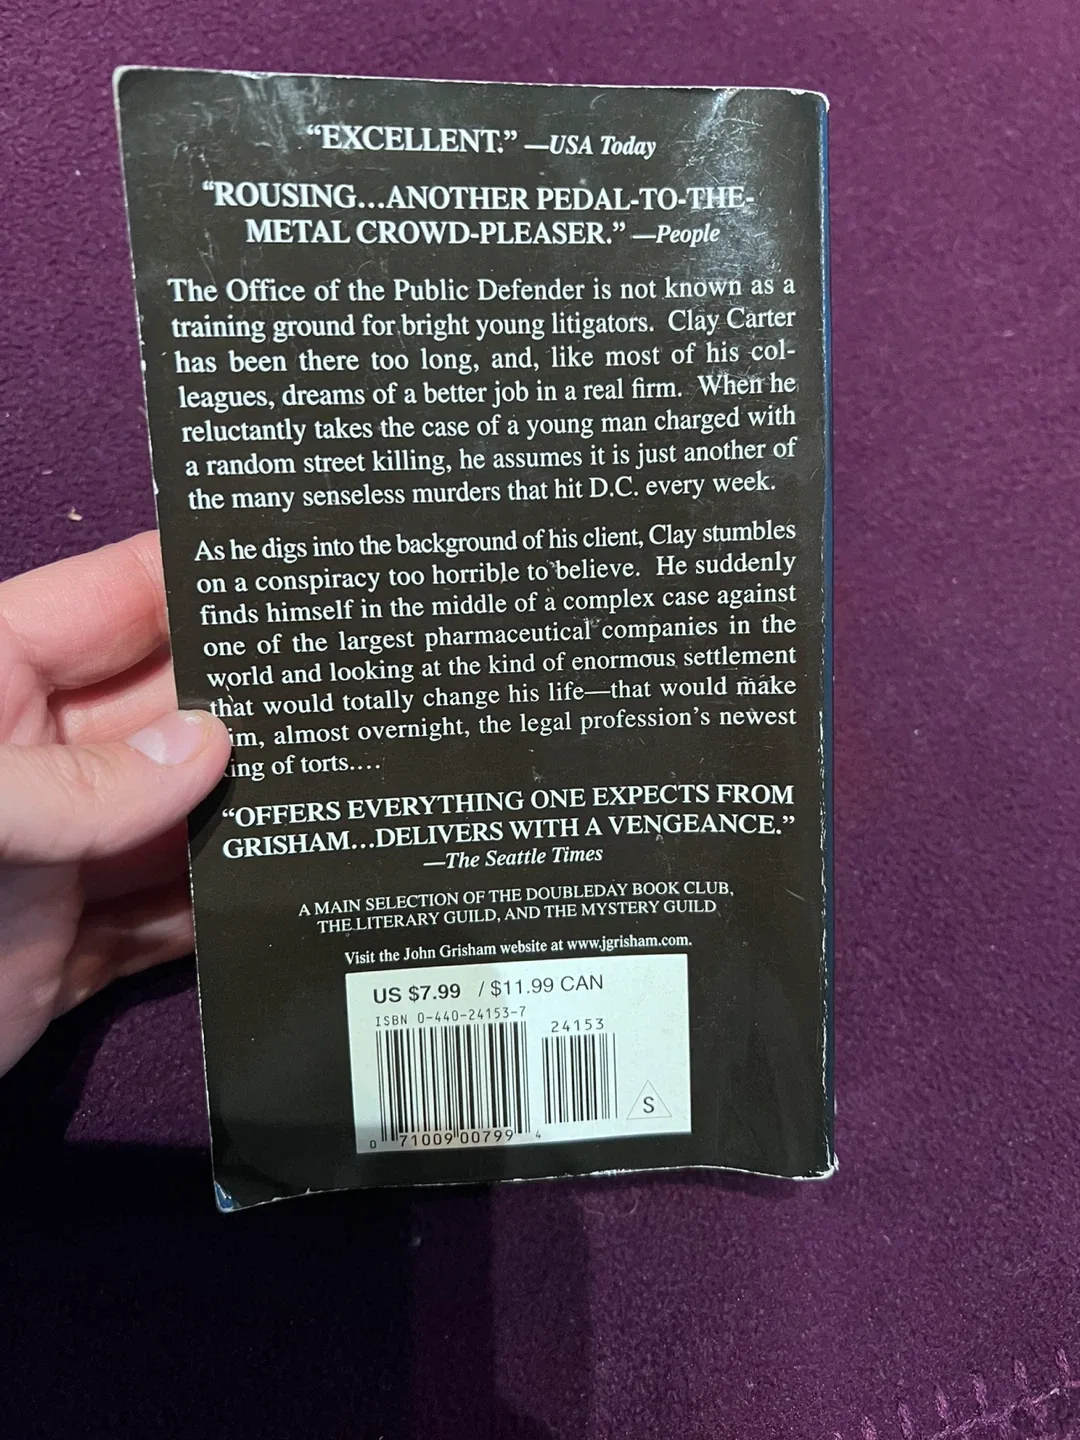 “EXCELLENT.” —USA Today
“ROUSING...ANOTHER PEDAL-TO-THE-
METAL CROWD-PLEASER.” —People
The Office of the Public Defender is not known as a
training ground for bright young litigators. Clay Carter
has been there too long, and, like most of his col-
leagues, dreams of a better job in a real firm. When he
reluctantly takes the case of a young man charged with
a random street killing, he assumes it is just another of
the many senseless murders that hit D.C. every week.
As he digs into the background of his client, Clay stumbles
on a conspiracy too horrible to believe. He suddenly
finds himself in the middle of a complex case against
one of the largest pharmaceutical companies in the
world and looking at the kind of enormous settlement
that would totally change his life—that would make
im, almost overnight, the legal profession’s newest
ing of torts....
“OFFERS EVERYTHING ONE EXPECTS FROM
GRISHAM...DELIVERS WITH A VENGEANCE.”
—The Seattle Times
A MAIN SELECTION OF THE DOUBLEDAY BOOK CLUB,
THE LITERARY GUILD, AND THE MYSTERY GUILD
Visit the John Grisham website at www.jgrisham.com.
US $7.99 / $11.99 CAN
ISBN 0-440-24153-7
24153
S
0 71009 00799 4